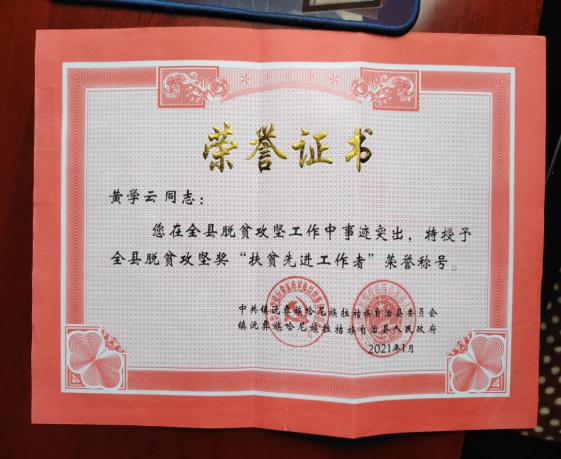 荣誉证书
黄学云同志：
您在全县脱贫攻坚工作中事迹突出，特授予
全县脱贫攻坚奖“扶贫先进工作者”荣誉称号。
中共镇沅彝族哈尼族拉祜族自治县委员会
镇沅彝族哈尼族拉祜族自治县人民政府
2021年1月